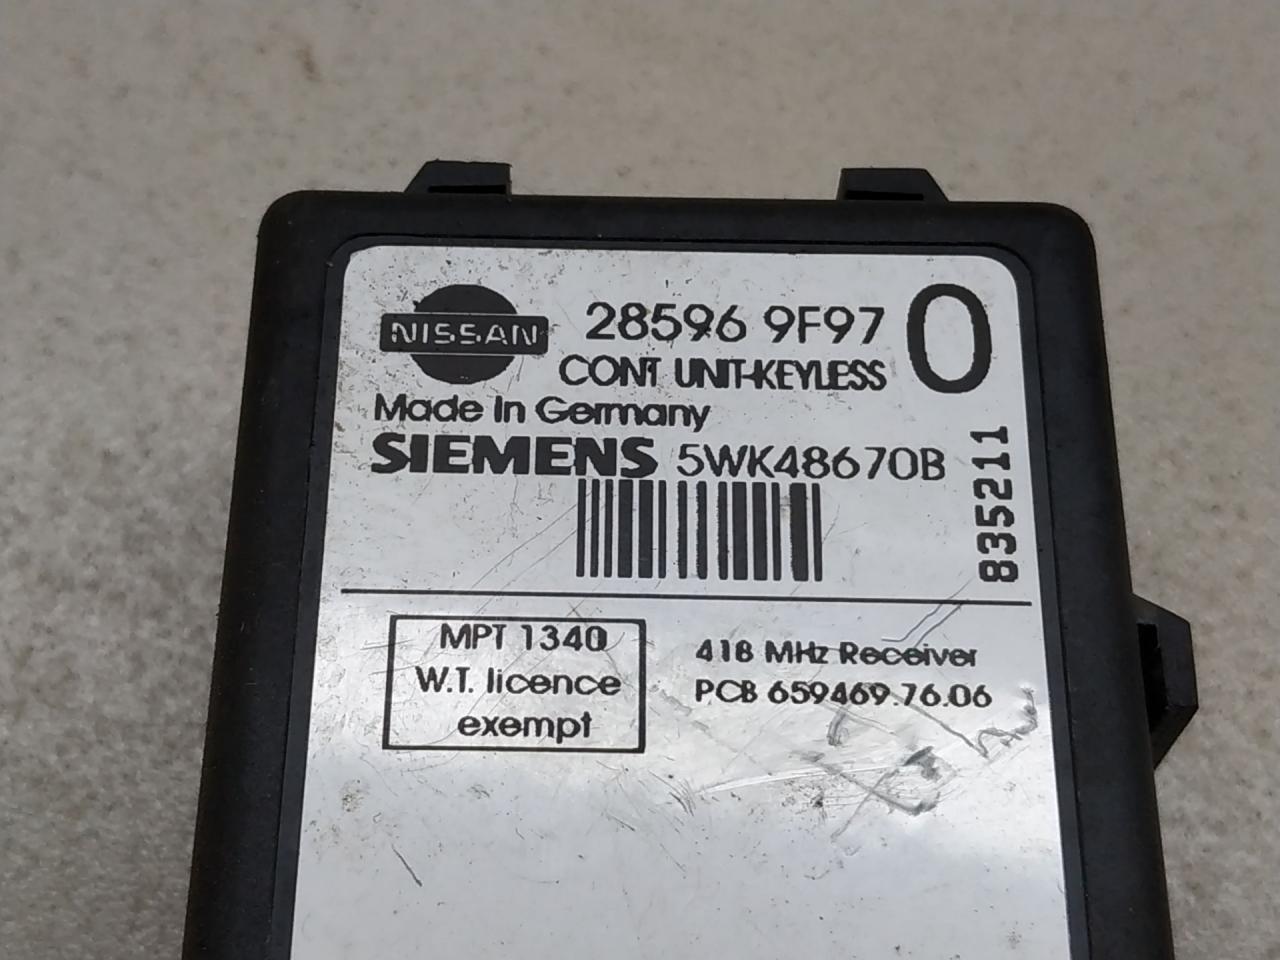 NISSAN
28596 9F97 0
CONT UNIT-KEYLESS
Made In Germany
SIEMENS 5WK48670B
835211
MPT 1340
W.T. licence
exempt
418 MHz Receiver
PCB 659469.76.06